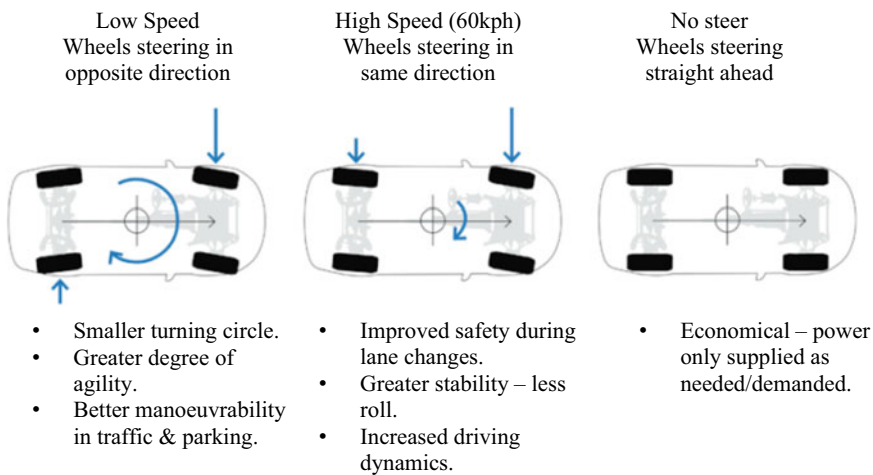 Low Speed
Wheels steering in
opposite direction
High Speed (60kph)
Wheels steering in
same direction
No steer
Wheels steering
straight ahead
• Smaller turning circle.
• Greater degree of
agility.
• Better manoeuvrability
in traffic & parking.
• Improved safety during
lane changes.
• Greater stability – less
roll.
• Increased driving
dynamics.
• Economical – power
only supplied as
needed/demanded.